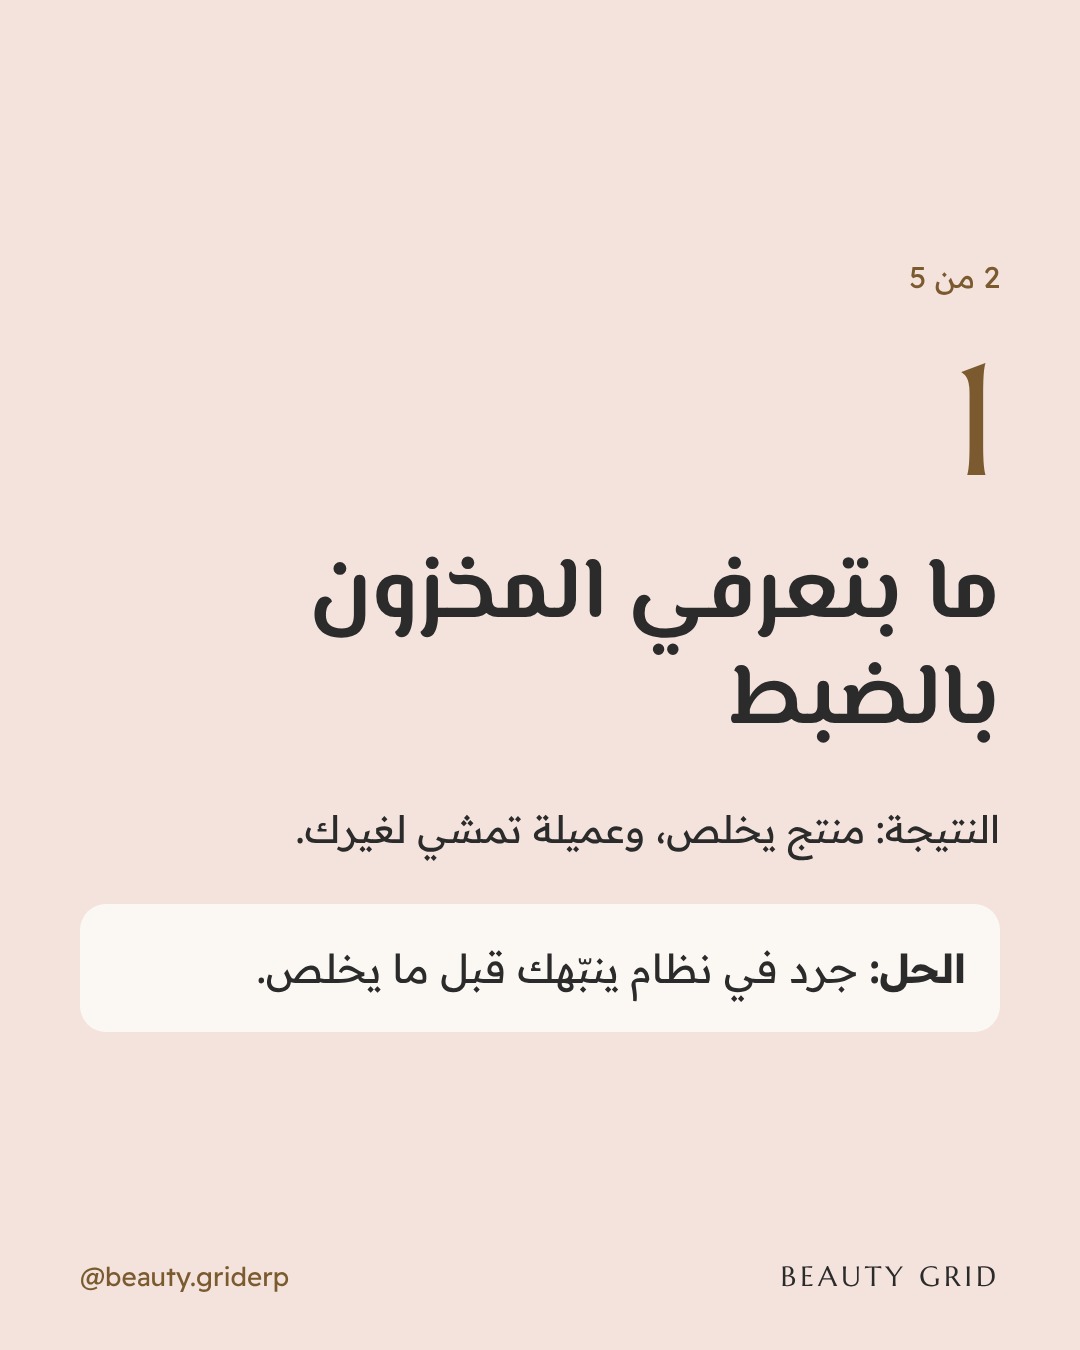 2 من 5
١
ما بتعرفي المخزون
بالضبط
النتيجة: منتج يخلص، وعميلة تمشي لغيرك.
الحل: جرد في نظام ينبّهك قبل ما يخلص.
@beauty.griderp
BEAUTY GRID